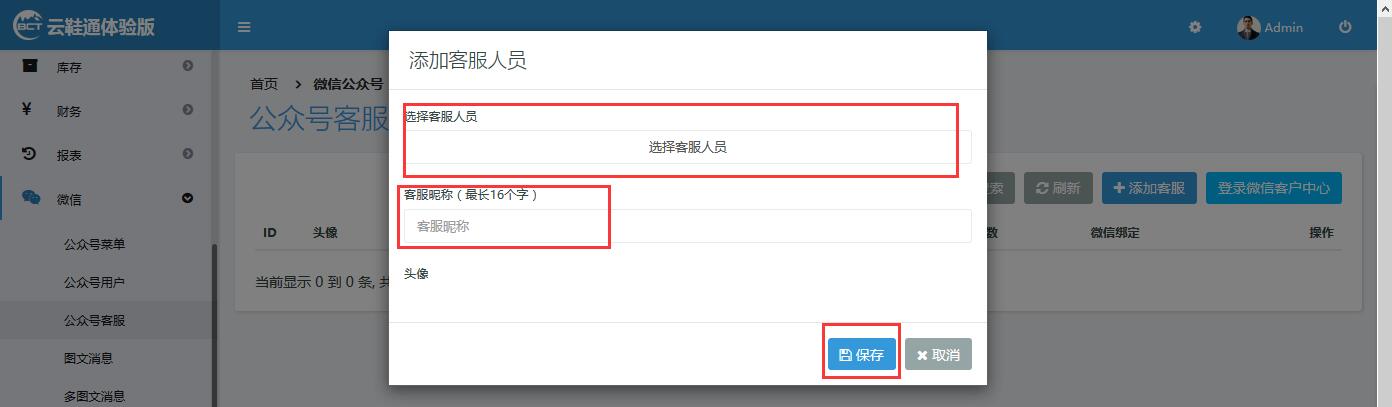 BCT 云鞋通体验版
Admin
库存
财务
报表
微信
公众号菜单
公众号用户
公众号客服
图文消息
多图文消息
首页 > 微信公众号
公众号客服
刷新
添加客服
登录微信客户中心
ID 头像 数 微信绑定 操作
当前显示 0 到 0 条,
添加客服人员
选择客服人员
选择客服人员
客服昵称（最长16个字）
客服昵称
头像
保存
取消